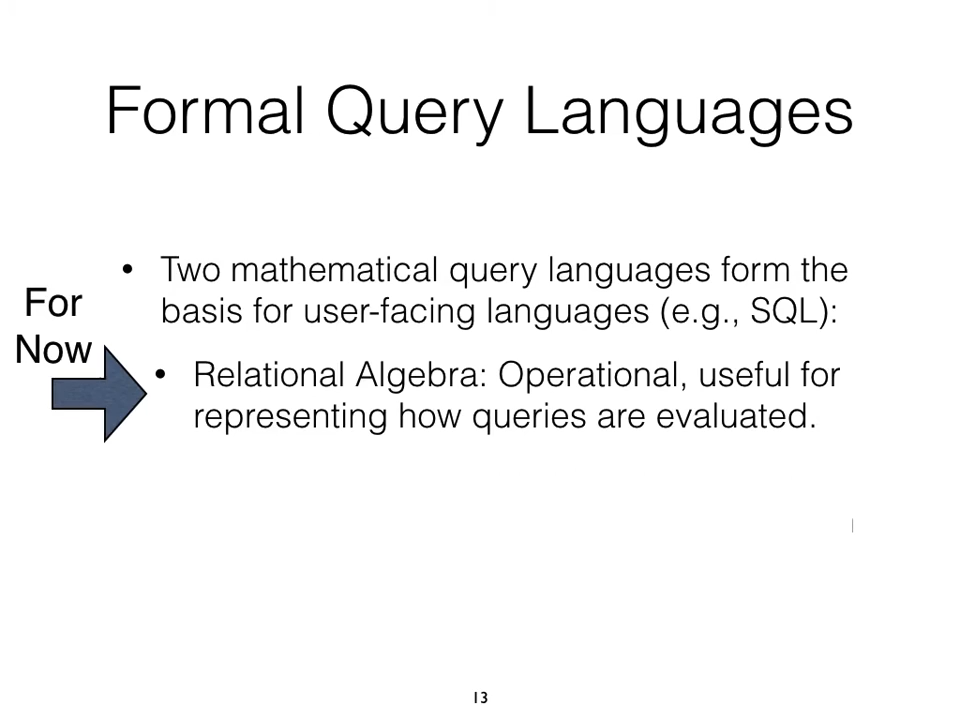 Formal Query Languages
• Two mathematical query languages form the
basis for user-facing languages (e.g., SQL):
For
Now
• Relational Algebra: Operational, useful for
representing how queries are evaluated.
13